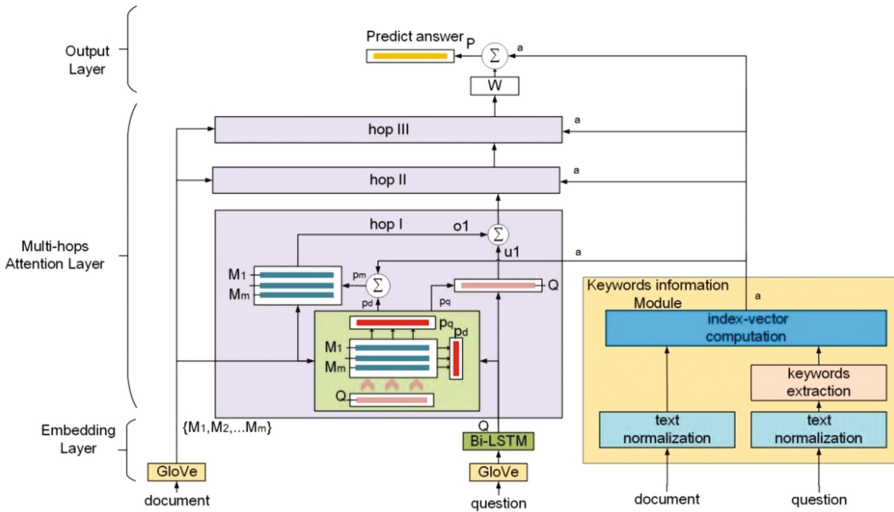 Output
Layer
Predict answer
P
Σ
a
W
hop III
a
hop II
a
Multi-hops
Attention Layer
hop I
o1
Σ
u1
a
M1
Mm
pm
Σ
pd
pq
Q
pq
pd
M1
Mm
Q
Keywords information
Module
a
index-vector
computation
keywords
extraction
text
normalization
text
normalization
Embedding
Layer
{M1,M2,...Mm}
Q
Bi-LSTM
GloVe
GloVe
document
question
document
question